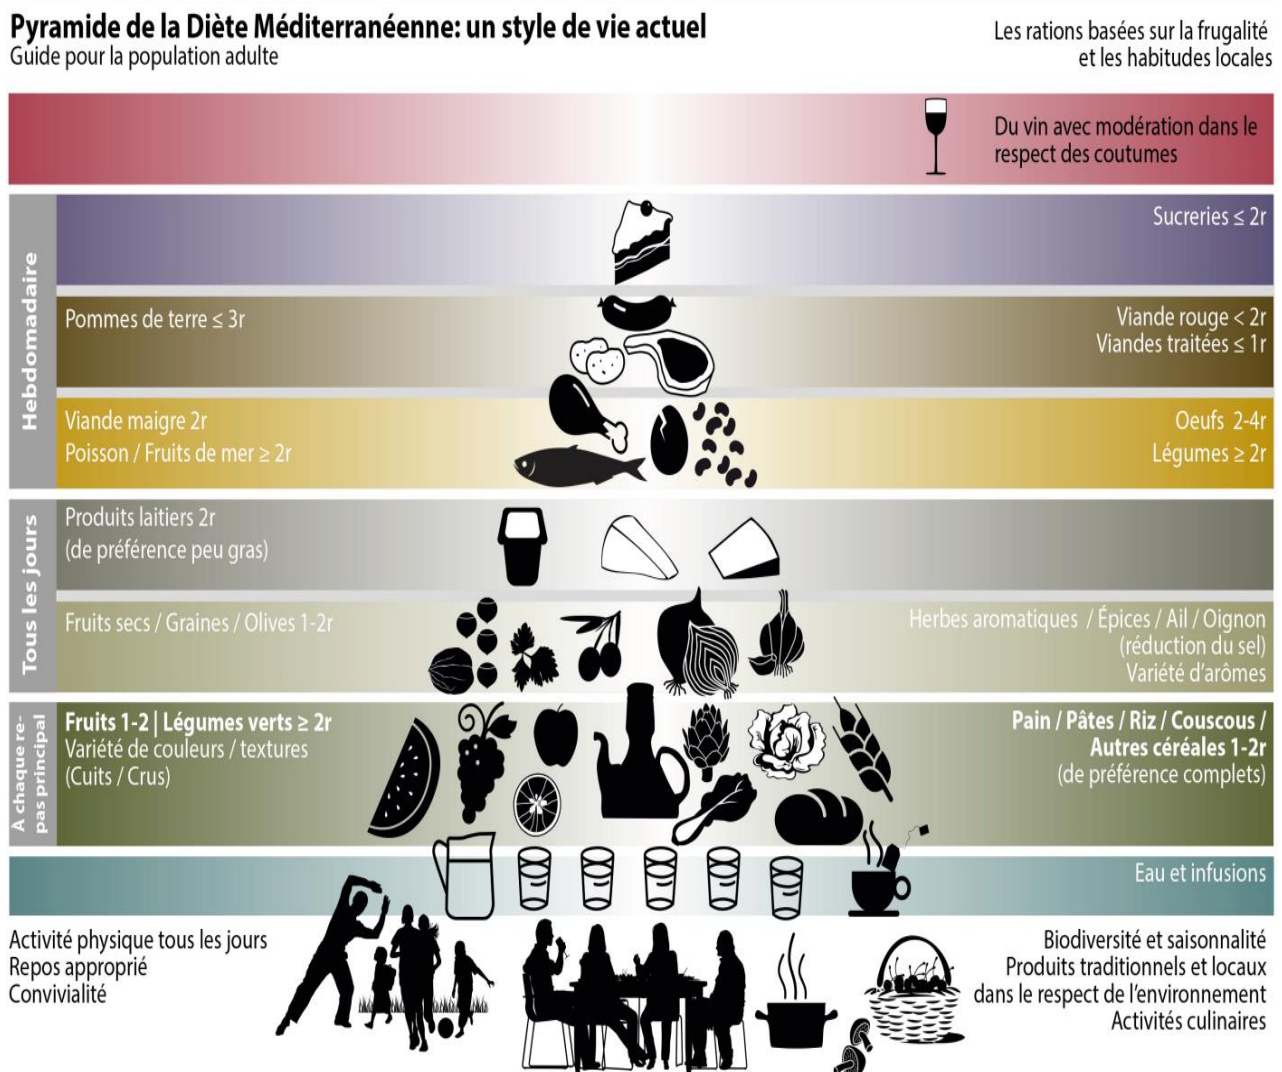 Pyramide de la Diète Méditerranéenne: un style de vie actuel
Guide pour la population adulte
Les rations basées sur la frugalité
et les habitudes locales
Du vin avec modération dans le
respect des coutumes
Hebdomadaire
Sucreries ≤ 2r
Pommes de terre ≤ 3r
Viande rouge < 2r
Viandes traitées ≤ 1r
Viande maigre 2r
Poisson / Fruits de mer ≥ 2r
Oeufs 2-4r
Légumes ≥ 2r
Tous les jours
Produits laitiers 2r
(de préférence peu gras)
Fruits secs / Graines / Olives 1-2r
Herbes aromatiques / Épices / Ail / Oignon
(réduction du sel)
Variété d’arômes
A chaque re-
pas principal
Fruits 1-2 | Légumes verts ≥ 2r
Variété de couleurs / textures
(Cuits / Crus)
Pain / Pâtes / Riz / Couscous /
Autres céréales 1-2r
(de préférence complets)
Eau et infusions
Activité physique tous les jours
Repos approprié
Convivialité
Biodiversité et saisonnalité
Produits traditionnels et locaux
dans le respect de l’environnement
Activités culinaires